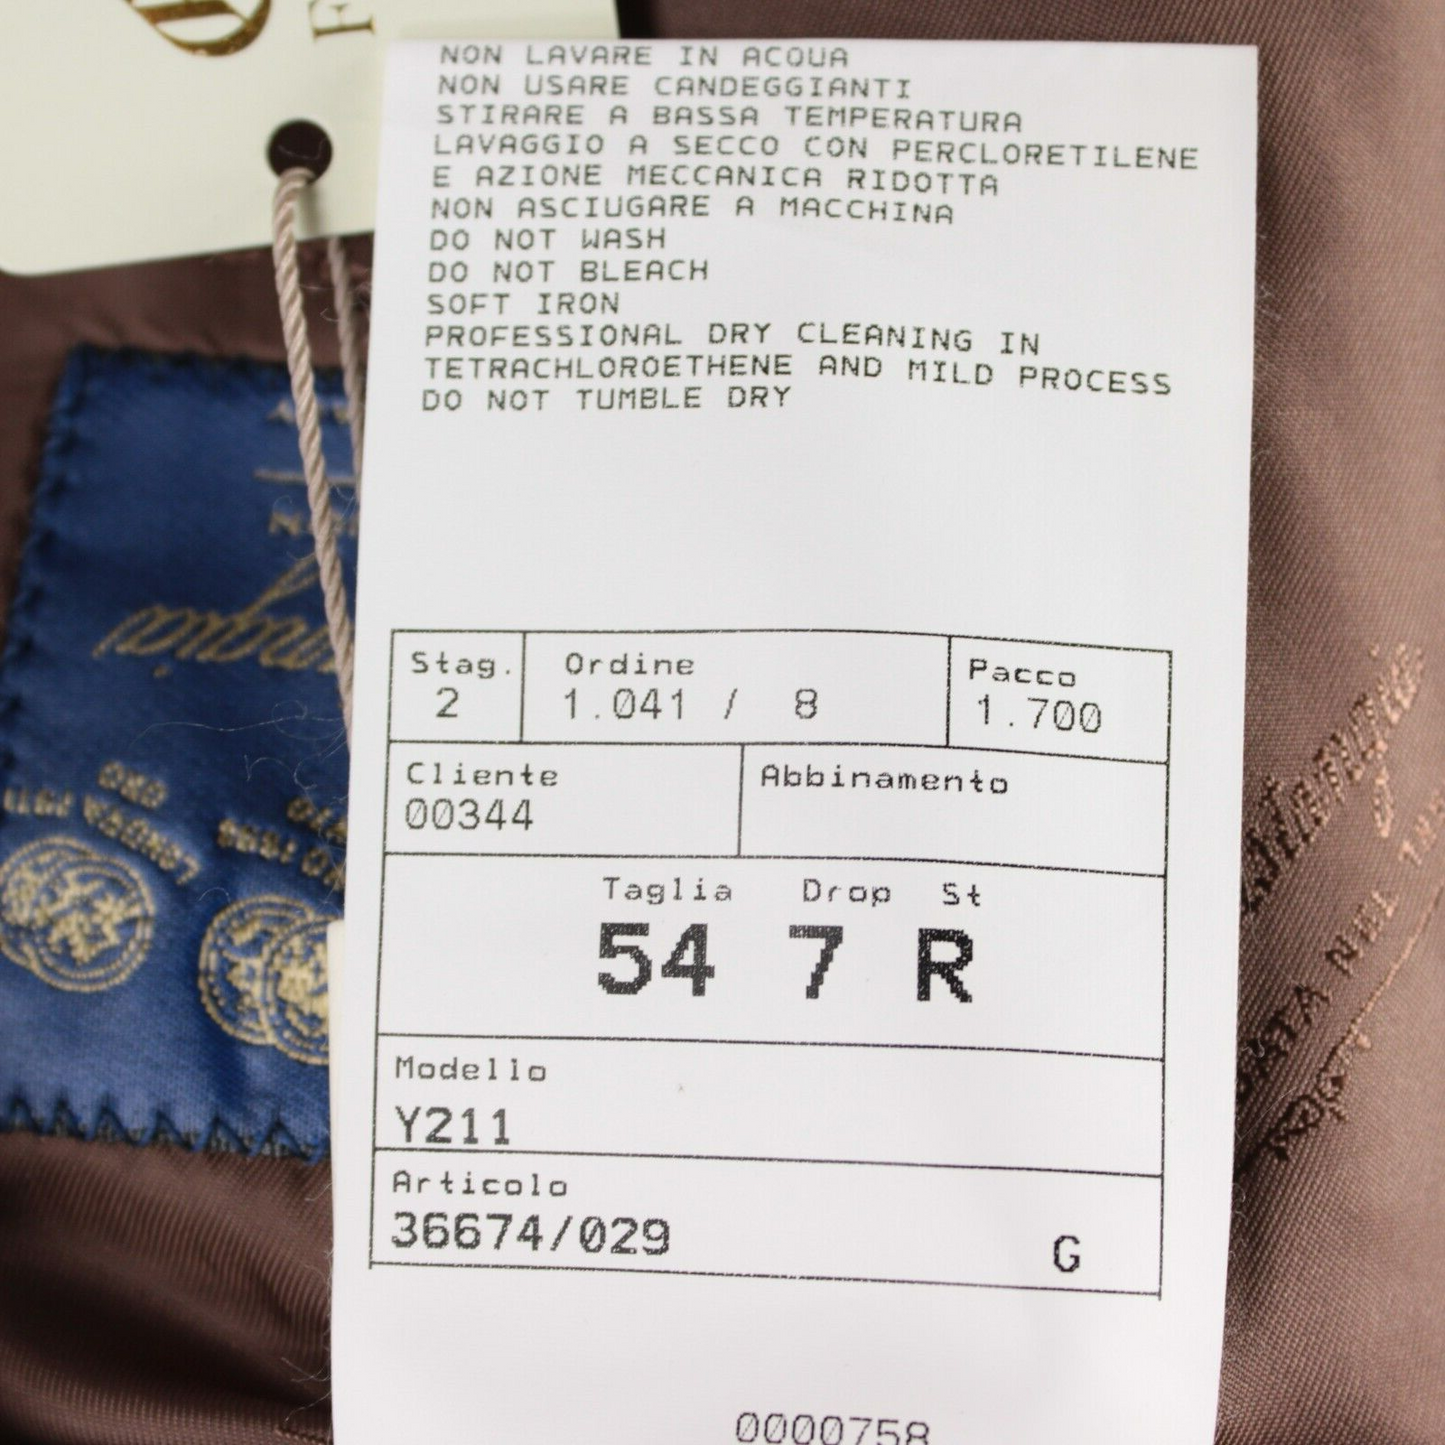 NON LAVARE IN ACQUA
NON USARE CANDEGGIANTI
STIRARE A BASSA TEMPERATURA
LAVAGGIO A SECCO CON PERCLORETILENE
E AZIONE MECCANICA RIDOTTA
NON ASCIUGARE A MACCHINA
DO NOT WASH
DO NOT BLEACH
SOFT IRON
PROFESSIONAL DRY CLEANING IN
TETRACHLOROETHENE AND MILD PROCESS
DO NOT TUMBLE DRY
Stag. Ordine Pacco
2 1.041 / 8 1.700
Cliente Abbinamento
00344
Taglia Drop St
54 7 R
Modello
Y211
Articolo
36674/029 G
0000758